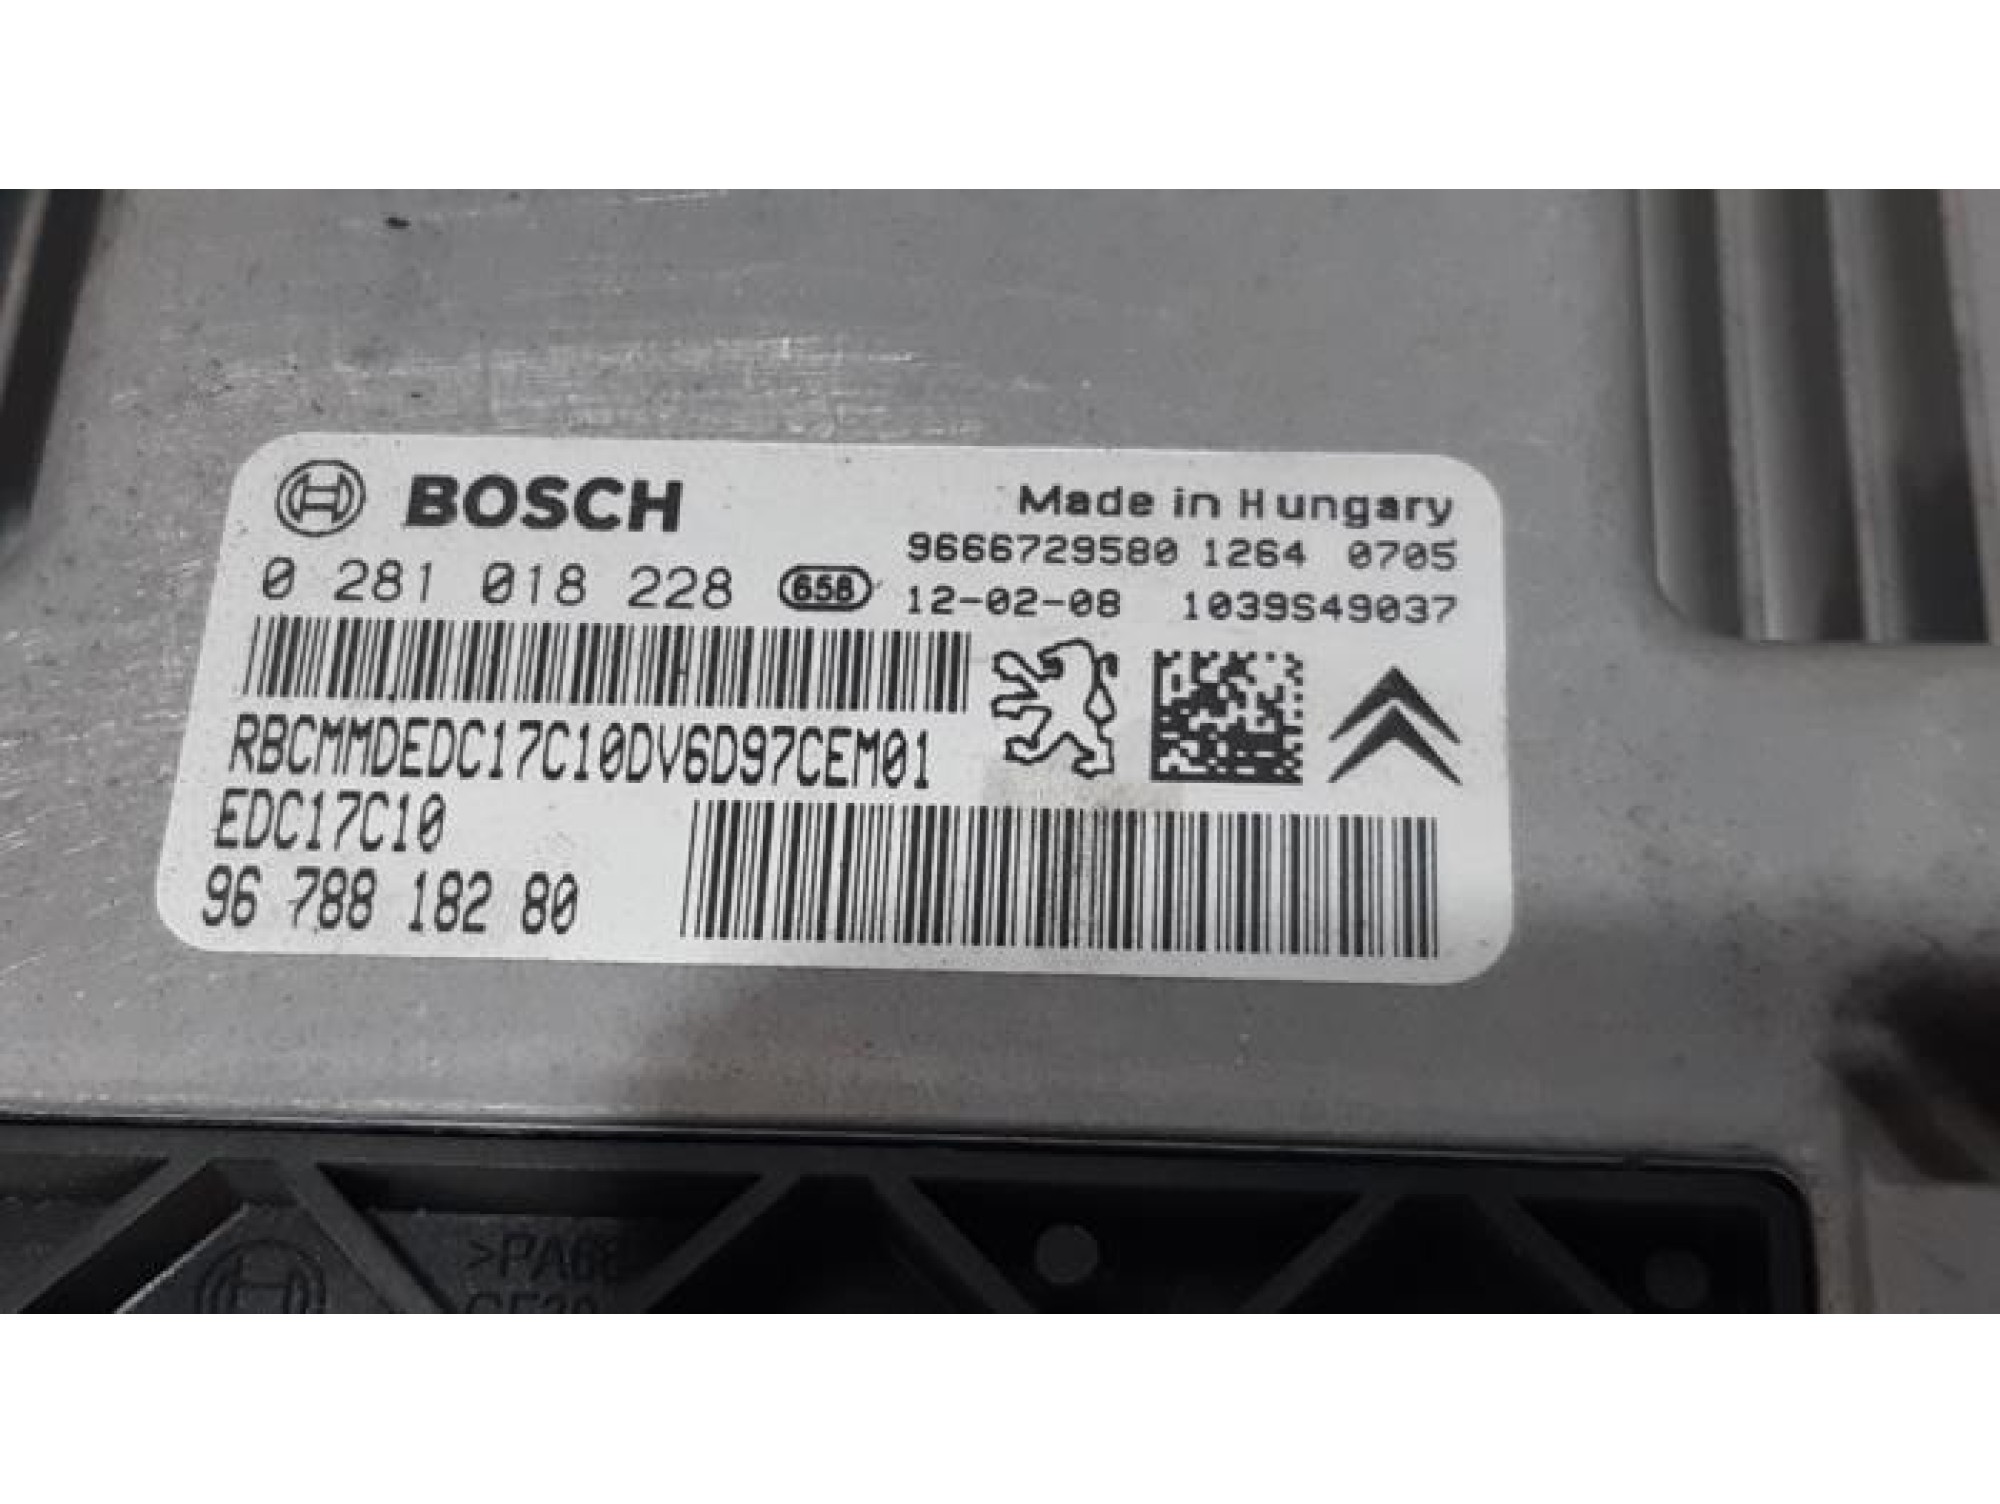 BOSCH
Made in Hungary
9666729580 1264 0705
0 281 018 228 658
12-02-08 1039S49037
RBCMMDEDC17C10DV6D97CEM01
EDC17C10
96 788 182 80
>PA6